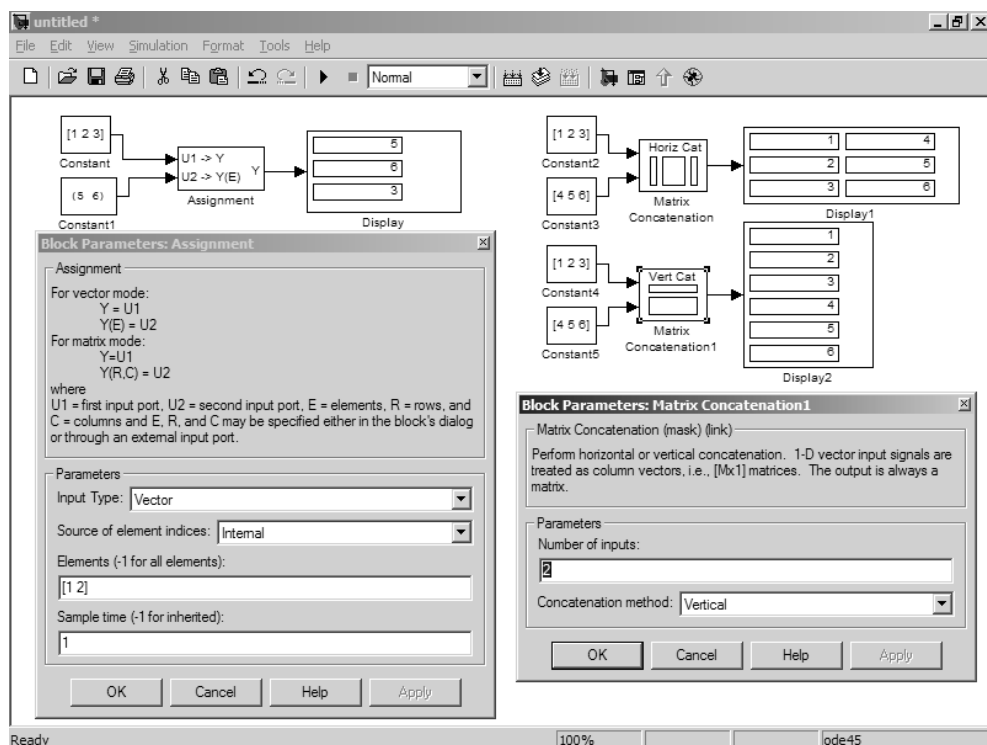 untitled *
File Edit View Simulation Format Tools Help
Normal
[1 2 3]
Constant
(5 6)
Constant1
U1 -> Y
U2 -> Y(E)
Y
Assignment
5
6
3
Display
[1 2 3]
Constant2
[4 5 6]
Constant3
Horiz Cat
Matrix
Concatenation
1 4
2 5
3 6
Display1
[1 2 3]
Constant4
[4 5 6]
Constant5
Vert Cat
Matrix
Concatenation1
1
2
3
4
5
6
Display2
Block Parameters: Assignment
Assignment
For vector mode:
Y = U1
Y(E) = U2
For matrix mode:
Y=U1
Y(R,C) = U2
where
U1 = first input port, U2 = second input port, E = elements, R = rows, and
C = columns and E, R, and C may be specified either in the block's dialog
or through an external input port.
Parameters
Input Type: Vector
Source of element indices: Internal
Elements (-1 for all elements):
[1 2]
Sample time (-1 for inherited):
1
OK Cancel Help Apply
Block Parameters: Matrix Concatenation1
Matrix Concatenation (mask) (link)
Perform horizontal or vertical concatenation. 1-D vector input signals are
treated as column vectors, i.e., [Mx1] matrices. The output is always a
matrix.
Parameters
Number of inputs:
2
Concatenation method: Vertical
OK Cancel Help Apply
Ready 100% ode45